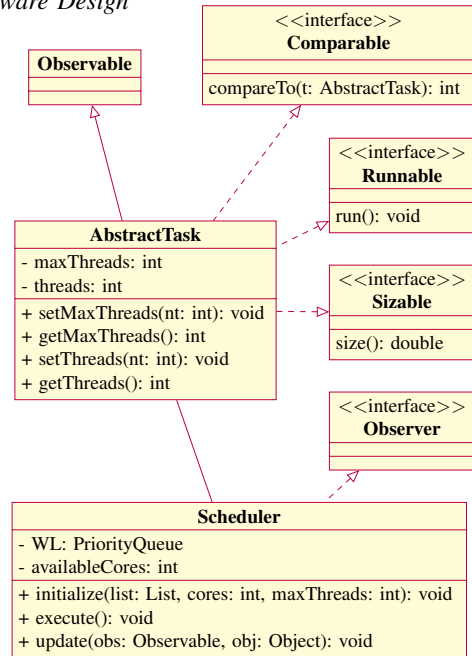 ware Design
<<interface>>
Comparable
compareTo(t: AbstractTask): int
Observable
<<interface>>
Runnable
run(): void
AbstractTask
- maxThreads: int
- threads: int
+ setMaxThreads(nt: int): void
+ getMaxThreads(): int
+ setThreads(nt: int): void
+ getThreads(): int
<<interface>>
Sizable
size(): double
<<interface>>
Observer
Scheduler
- WL: PriorityQueue
- availableCores: int
+ initialize(list: List, cores: int, maxThreads: int): void
+ execute(): void
+ update(obs: Observable, obj: Object): void